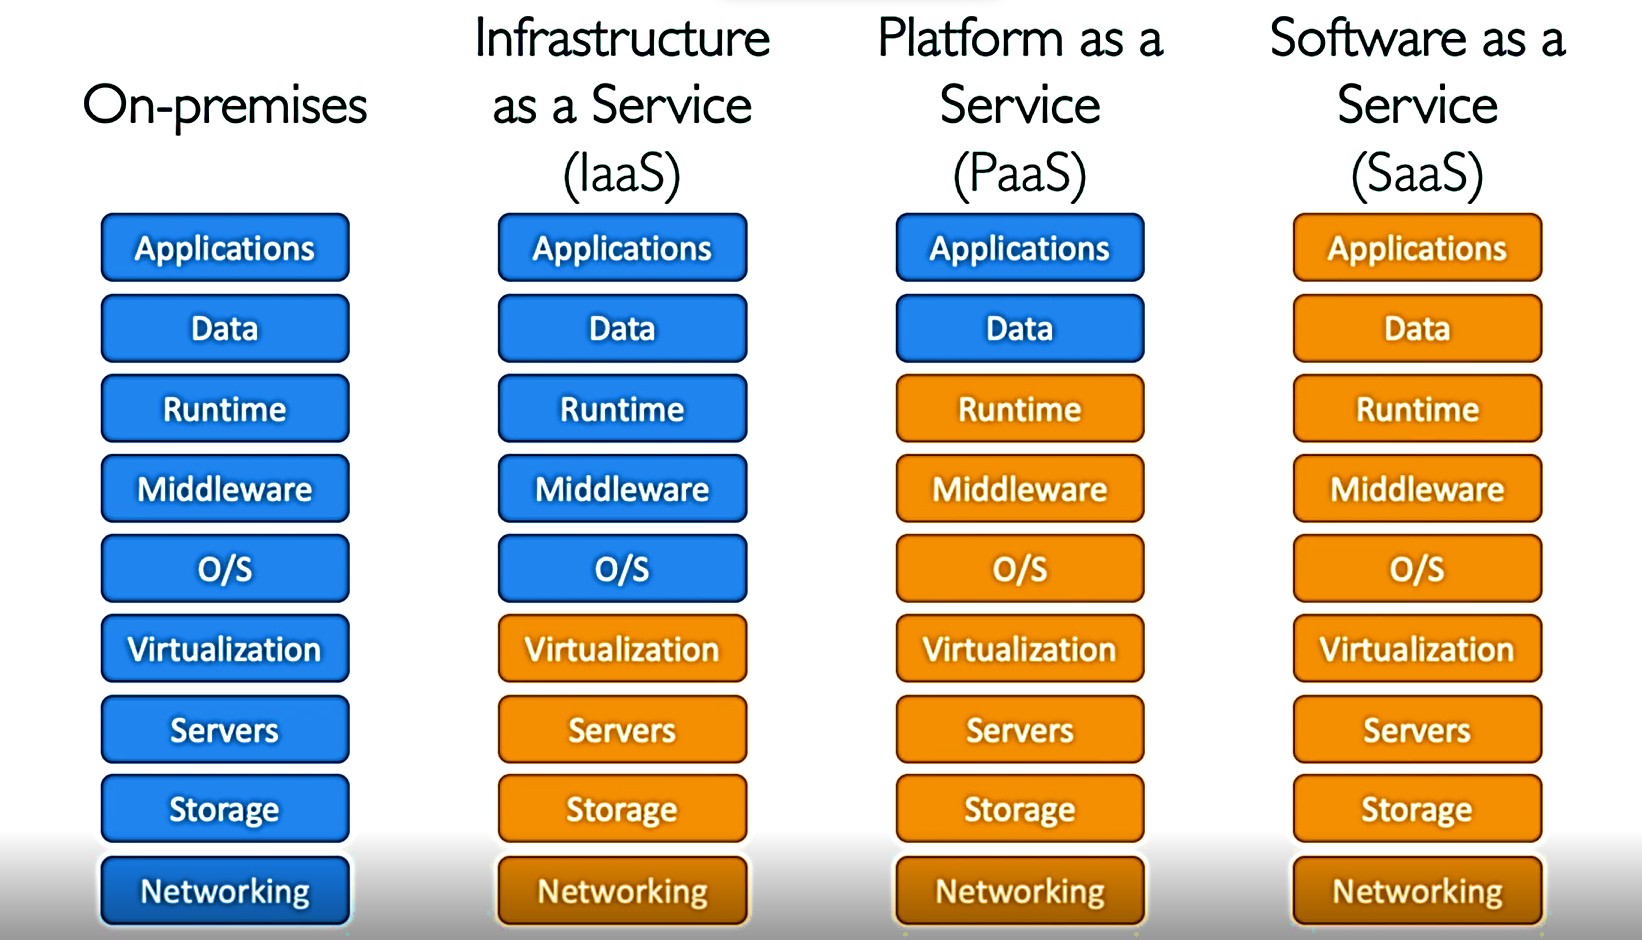 On-premises
Infrastructure
as a Service
(IaaS)
Platform as a
Service
(PaaS)
Software as a
Service
(SaaS)
Applications
Data
Runtime
Middleware
O/S
Virtualization
Servers
Storage
Networking
Applications
Data
Runtime
Middleware
O/S
Virtualization
Servers
Storage
Networking
Applications
Data
Runtime
Middleware
O/S
Virtualization
Servers
Storage
Networking
Applications
Data
Runtime
Middleware
O/S
Virtualization
Servers
Storage
Networking